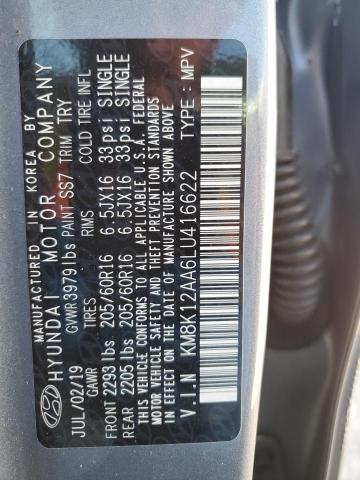 MANUFACTURED IN KOREA BY
HYUNDAI MOTOR COMPANY
JUL/02/19 GVWR 3979 lbs PAINT SS7 TRIM TRY
GAWR TIRES RIMS COLD TIRE INFL
FRONT 2293 lbs 205/60R16 6.5JX16 33psi SINGLE
REAR 2205 lbs 205/60R16 6.5JX16 33psi SINGLE
THIS VEHICLE CONFORMS TO ALL APPLICABLE U.S.A. FEDERAL
MOTOR VEHICLE SAFETY, BUMPER, AND THEFT PREVENTION STANDARDS
IN EFFECT ON THE DATE OF MANUFACTURE SHOWN ABOVE.
V.I.N KM8K12AA6LU416622 TYPE: MPV